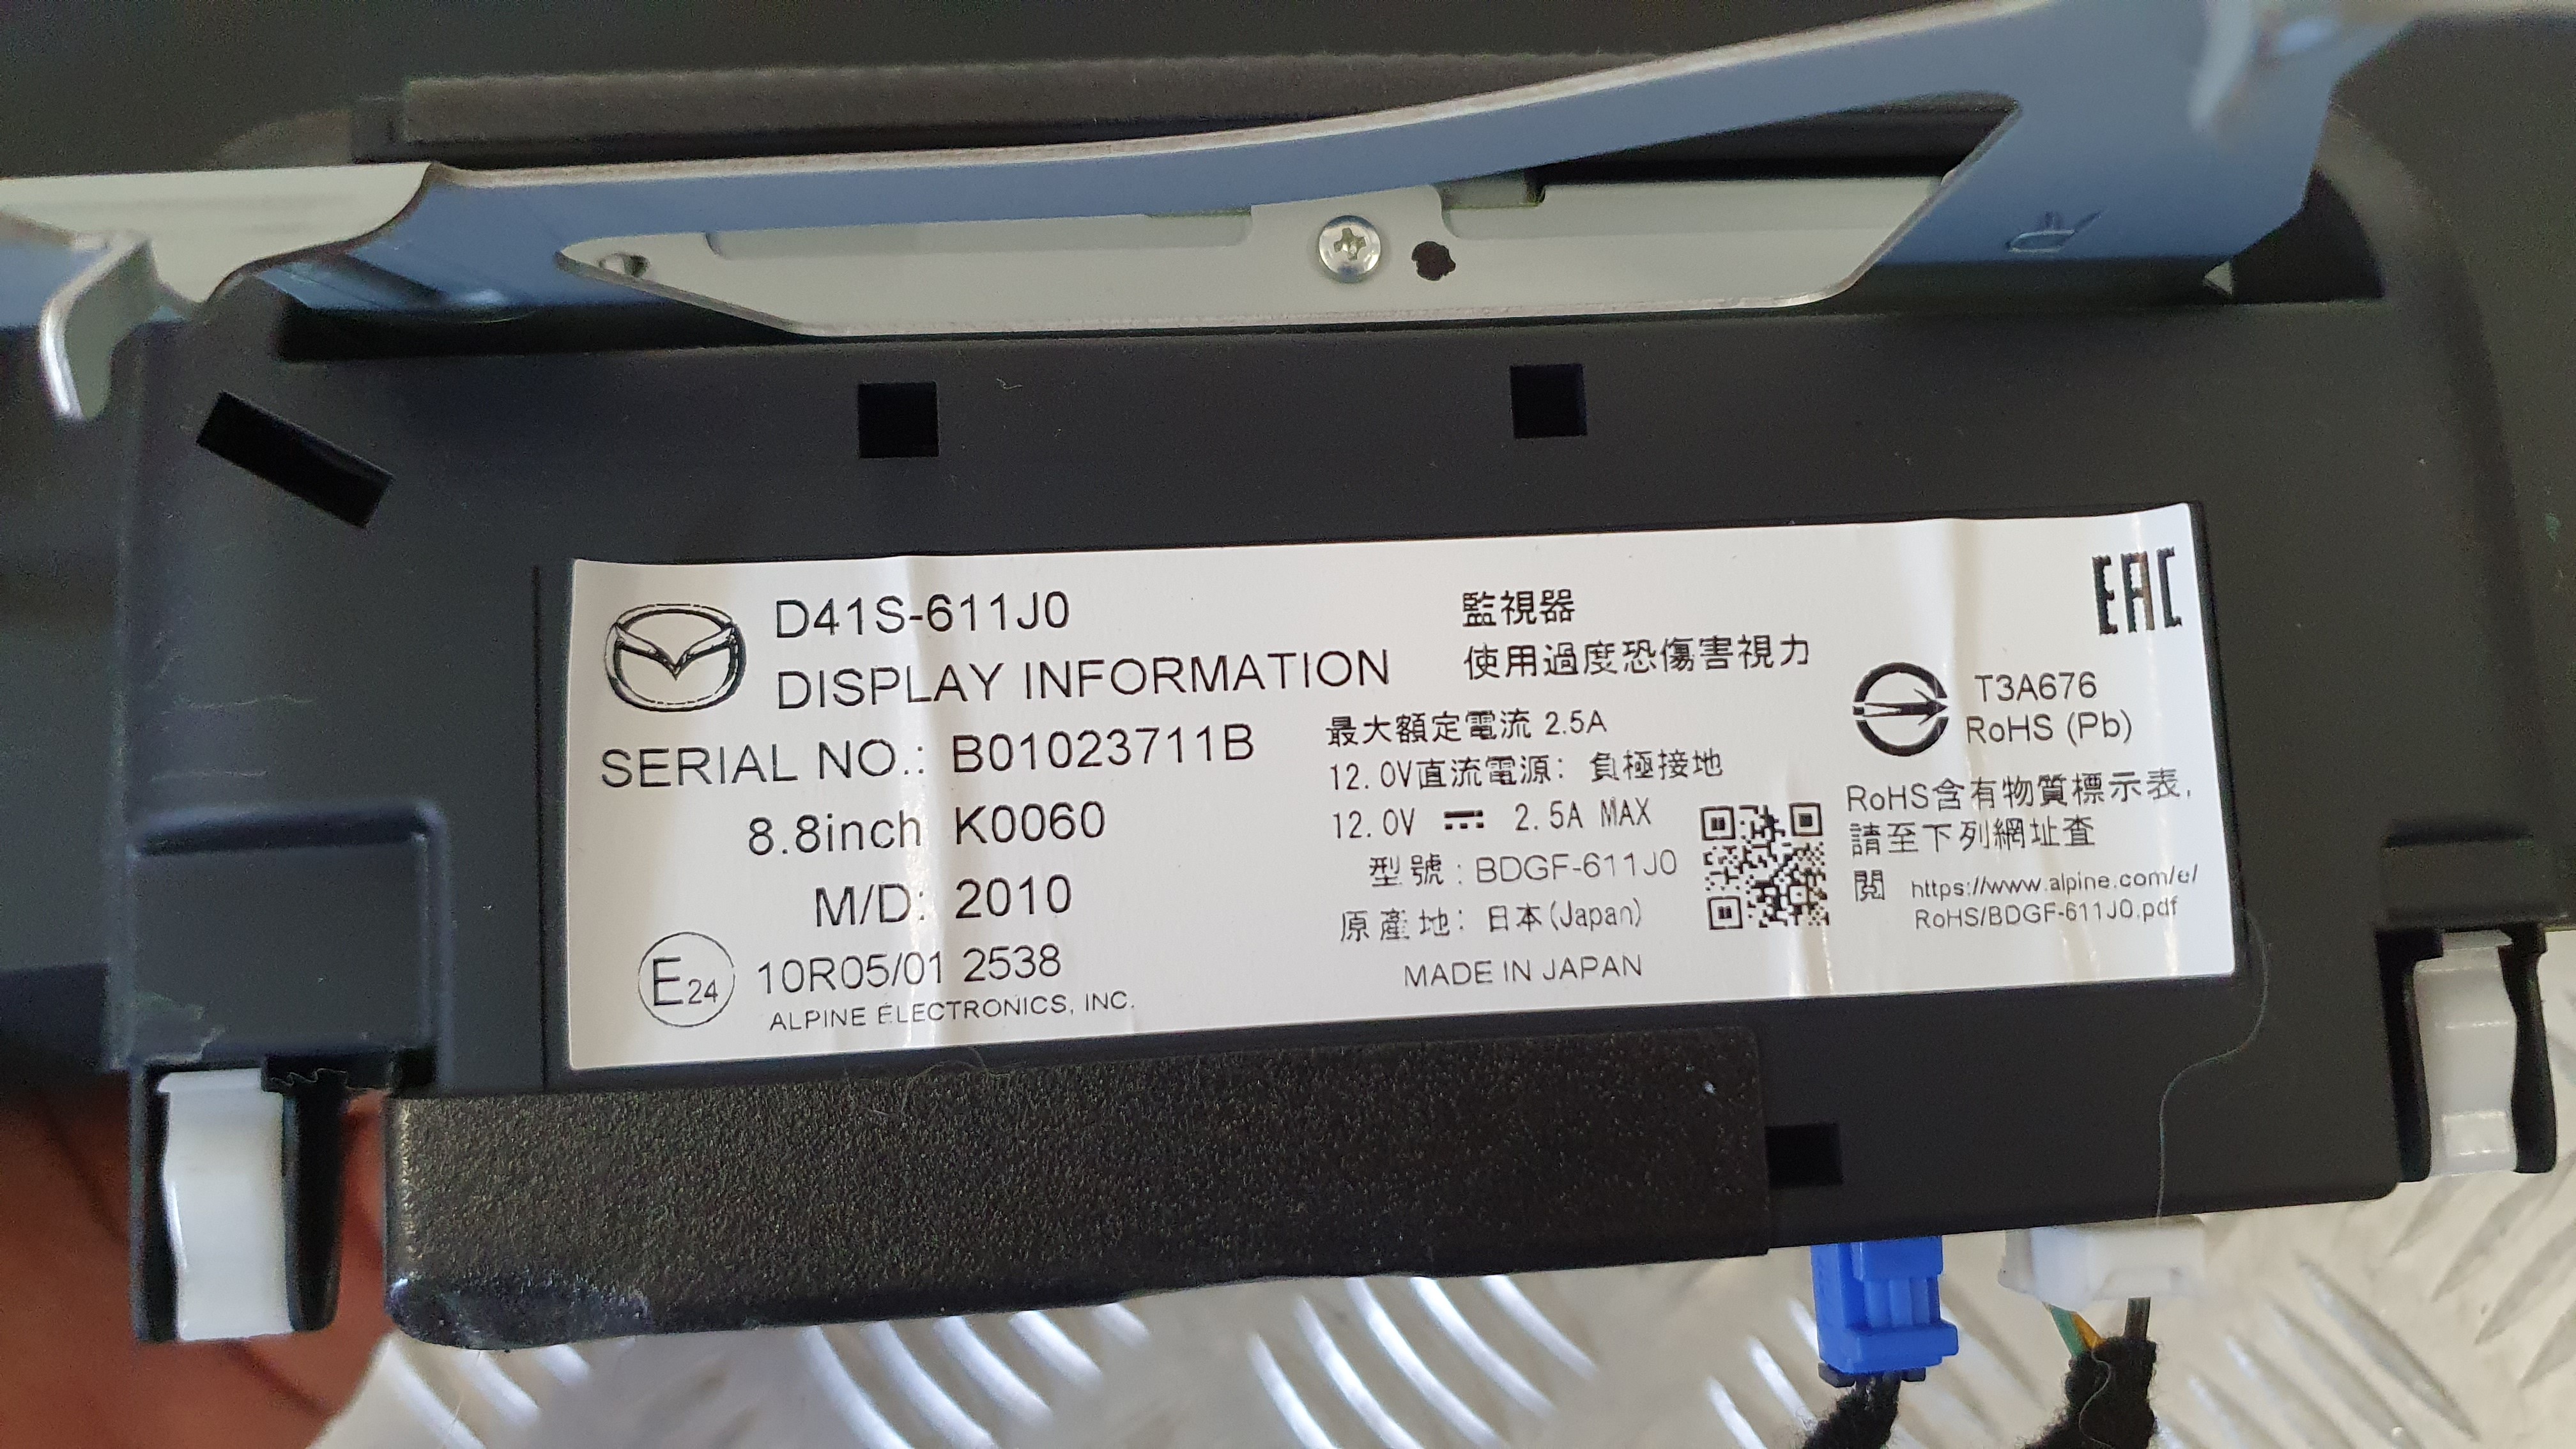 D41S-611J0
DISPLAY INFORMATION
SERIAL NO.: B01023711B
8.8inch K0060
M/D: 2010
E24 10R05/01 2538
ALPINE ELECTRONICS, INC.
監視器
使用過度恐傷害視力
最大額定電流 2.5A
12.0V直流電源: 負極接地
12.0V ⎓ 2.5A MAX
型號: BDGF-611J0
原產地: 日本(Japan)
MADE IN JAPAN
EAC
T3A676
RoHS (Pb)
RoHS含有物質標示表,
請至下列網址查
閱 https://www.alpine.com/e/
RoHS/BDGF-611J0.pdf